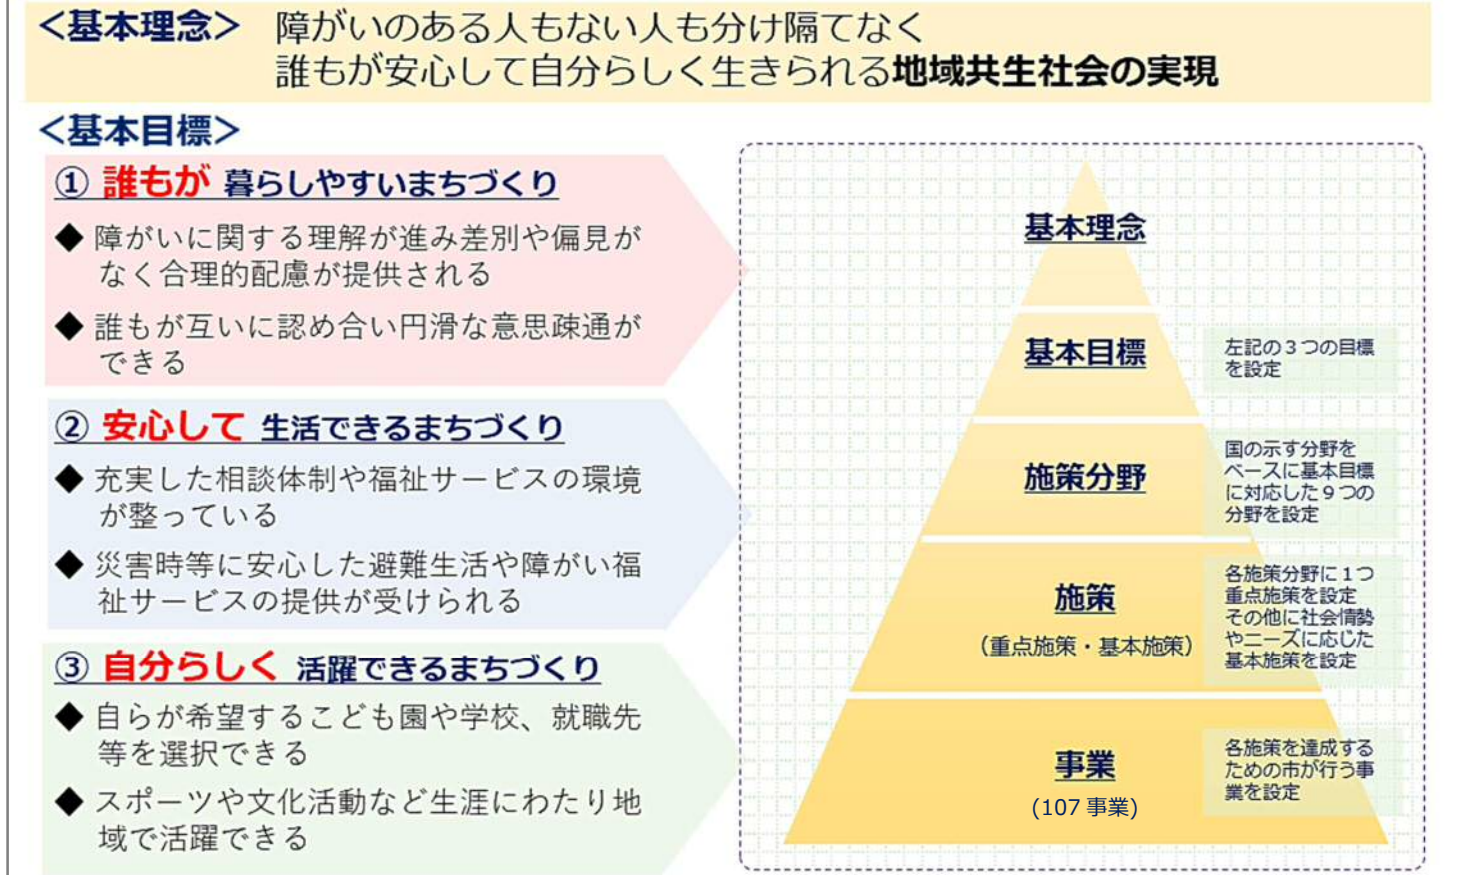 ＜基本理念＞ 障がいのある人もない人も分け隔てなく
誰もが安心して自分らしく生きられる地域共生社会の実現
＜基本目標＞
① 誰もが 暮らしやすいまちづくり
◆ 障がいに関する理解が進み差別や偏見が
なく合理的配慮が提供される
◆ 誰もが互いに認め合い円滑な意思疎通が
できる
② 安心して 生活できるまちづくり
◆ 充実した相談体制や福祉サービスの環境
が整っている
◆ 災害時等に安心した避難生活や障がい福
祉サービスの提供が受けられる
③ 自分らしく 活躍できるまちづくり
◆ 自らが希望するこども園や学校、就職先
等を選択できる
◆ スポーツや文化活動など生涯にわたり地
域で活躍できる
基本理念
基本目標
左記の３つの目標
を設定
施策分野
国の示す分野を
ベースに基本目標
に対応した９つの
分野を設定
施策
（重点施策・基本施策）
各施策分野に１つ
重点施策を設定
その他に社会情勢
やニーズに応じた
基本施策を設定
事業
(107 事業)
各施策を達成する
ための市が行う事
業を設定